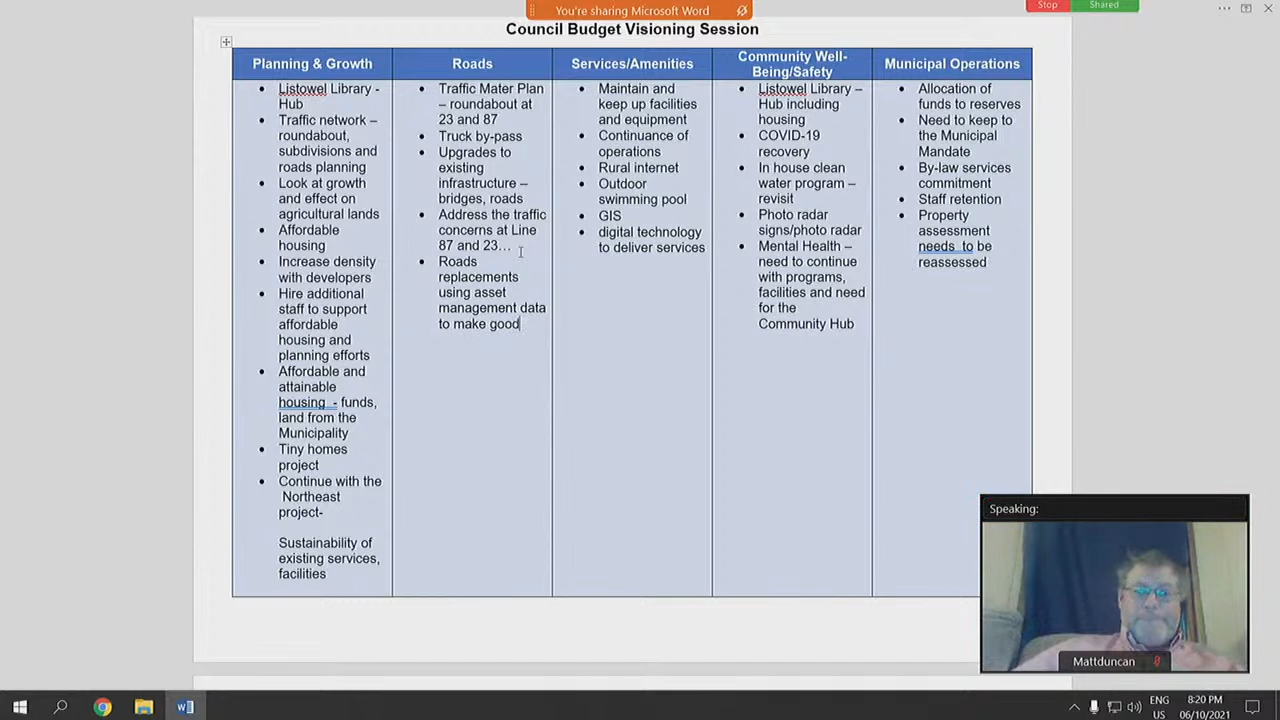 You're sharing Microsoft Word
Stop
Shared
Council Budget Visioning Session
Planning & Growth
Listowel Library -
Hub
Traffic network –
roundabout,
subdivisions and
roads planning
Look at growth
and effect on
agricultural lands
Affordable
housing
Increase density
with developers
Hire additional
staff to support
affordable
housing and
planning efforts
Affordable and
attainable
housing - funds,
land from the
Municipality
Tiny homes
project
Continue with the
Northeast
project-
Sustainability of
existing services,
facilities
Roads
Traffic Mater Plan
– roundabout at
23 and 87
Truck by-pass
Upgrades to
existing
infrastructure –
bridges, roads
Address the traffic
concerns at Line
87 and 23…
Roads
replacements
using asset
management data
to make good
Services/Amenities
Maintain and
keep up facilities
and equipment
Continuance of
operations
Rural internet
Outdoor
swimming pool
GIS
digital technology
to deliver services
Community Well-
Being/Safety
Listowel Library –
Hub including
housing
COVID-19
recovery
In house clean
water program –
revisit
Photo radar
signs/photo radar
Mental Health –
need to continue
with programs,
facilities and need
for the
Community Hub
Municipal Operations
Allocation of
funds to reserves
Need to keep to
the Municipal
Mandate
By-law services
commitment
Staff retention
Property
assessment
needs to be
reassessed
Speaking:
Mattduncan
ENG
US
8:20 PM
06/10/2021